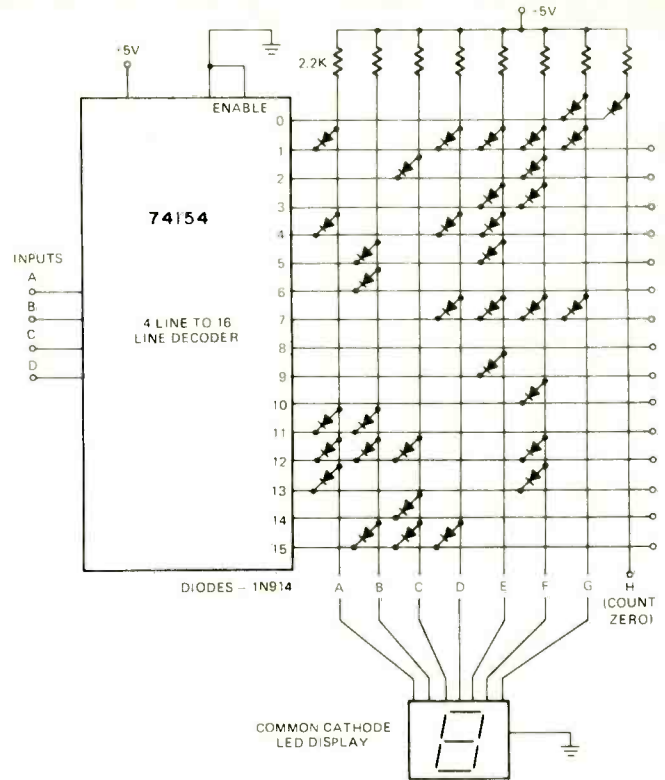 -5V
+5V
2.2K
ENABLE
0
1
2
3
4
5
6
7
8
9
10
11
12
13
14
15
74154
4 LINE TO 16
LINE DECODER
INPUTS
A
B
C
D
DIODES – 1N914
A B C D E F G H
(COUNT
ZERO)
COMMON CATHODE
LED DISPLAY